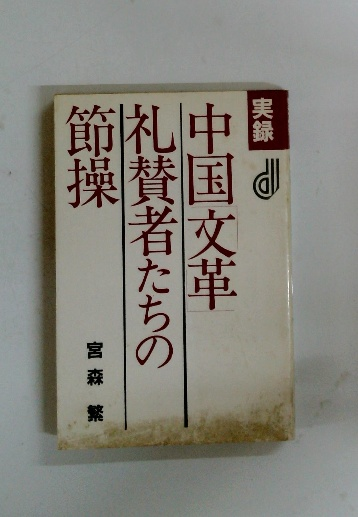 実録
中国「文革」
礼賛者たちの
節操
宮森繁